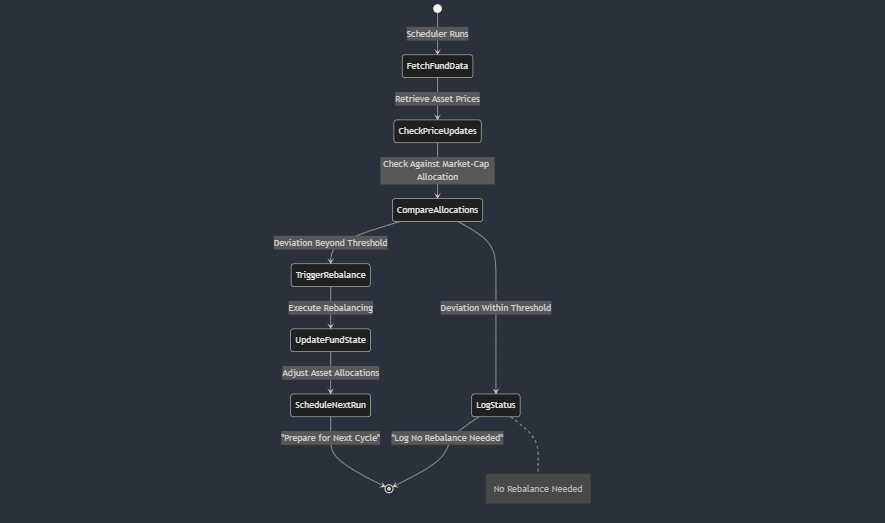 Scheduler Runs
FetchFundData
Retrieve Asset Prices
CheckPriceUpdates
Check Against Market-Cap
Allocation
CompareAllocations
Deviation Beyond Threshold
TriggerRebalance
Execute Rebalancing
Deviation Within Threshold
UpdateFundState
Adjust Asset Allocations
ScheduleNextRun
LogStatus
"Prepare for Next Cycle"
"Log No Rebalance Needed"
No Rebalance Needed